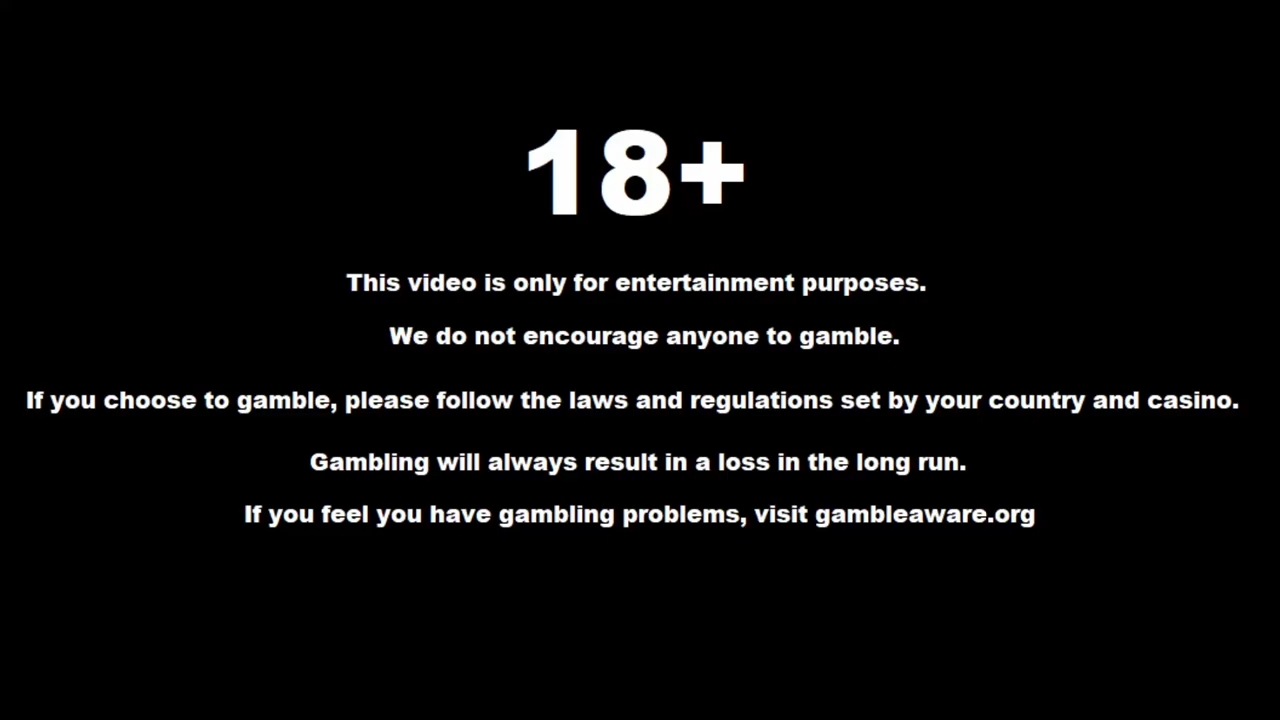 18+
This video is only for entertainment purposes.
We do not encourage anyone to gamble.
If you choose to gamble, please follow the laws and regulations set by your country and casino.
Gambling will always result in a loss in the long run.
If you feel you have gambling problems, visit gambleaware.org